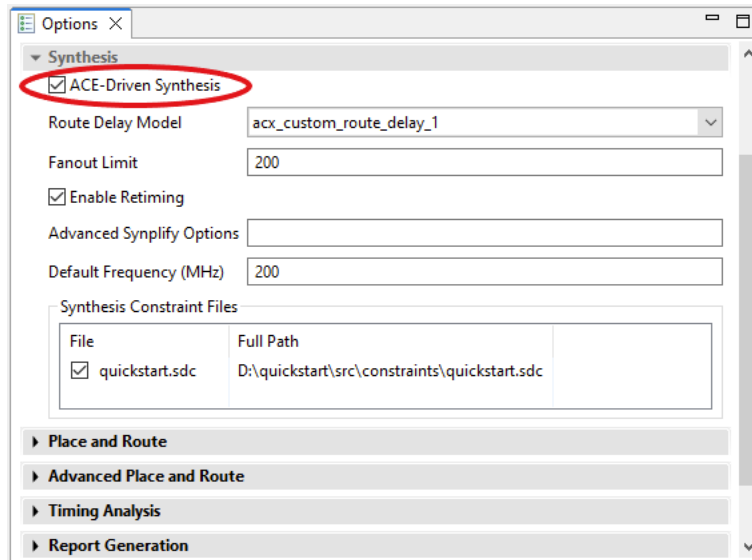 Options
Synthesis
ACE-Driven Synthesis
Route Delay Model acx_custom_route_delay_1
Fanout Limit 200
Enable Retiming
Advanced Synplify Options
Default Frequency (MHz) 200
Synthesis Constraint Files
File Full Path
quickstart.sdc D:\quickstart\src\constraints\quickstart.sdc
Place and Route
Advanced Place and Route
Timing Analysis
Report Generation